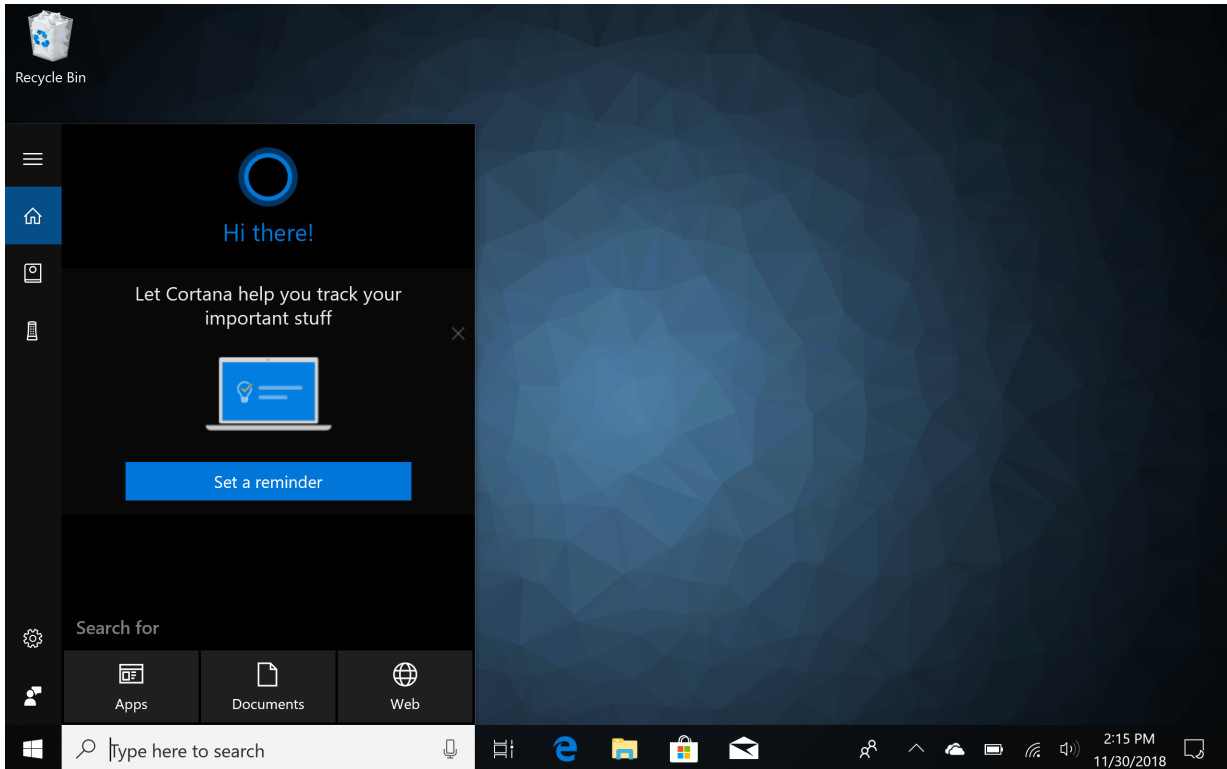 Recycle Bin
Hi there!
Let Cortana help you track your
important stuff
Set a reminder
Search for
Apps
Documents
Web
Type here to search
2:15 PM
11/30/2018